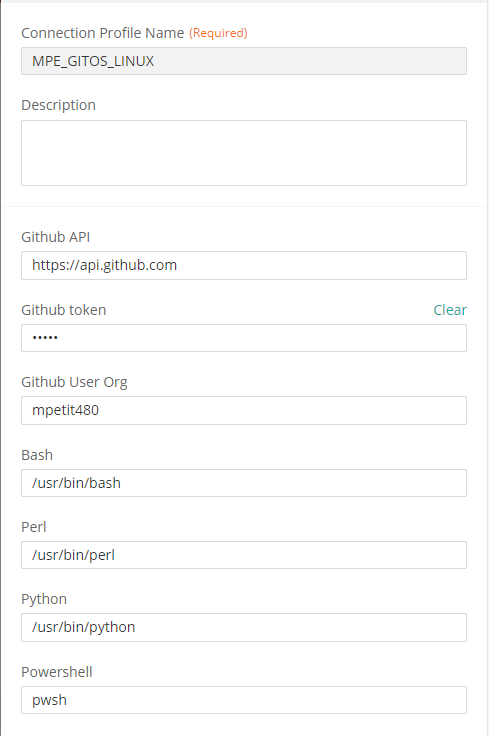 Connection Profile Name (Required)
MPE_GITOS_LINUX
Description
Github API
https://api.github.com
Github token Clear
•••••
Github User Org
mpetit480
Bash
/usr/bin/bash
Perl
/usr/bin/perl
Python
/usr/bin/python
Powershell
pwsh